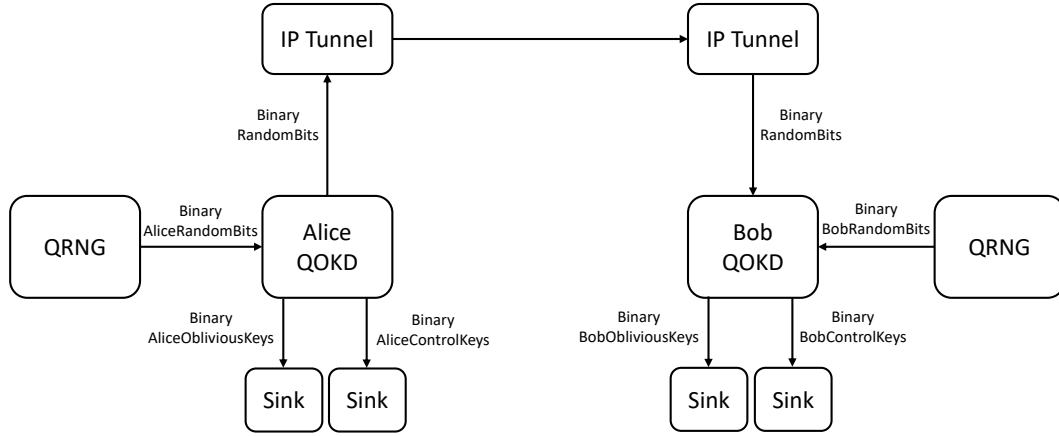 IP Tunnel
IP Tunnel
Binary
RandomBits
Binary
RandomBits
QRNG
Binary
AliceRandomBits
Alice
QOKD
Bob
QOKD
Binary
BobRandomBits
QRNG
Binary
AliceObliviousKeys
Binary
AliceControlKeys
Binary
BobObliviousKeys
Binary
BobControlKeys
Sink
Sink
Sink
Sink